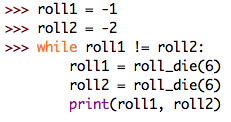 >>> roll1 = -1
>>> roll2 = -2
>>> while roll1 != roll2:
        roll1 = roll_die(6)
        roll2 = roll_die(6)
        print(roll1, roll2)